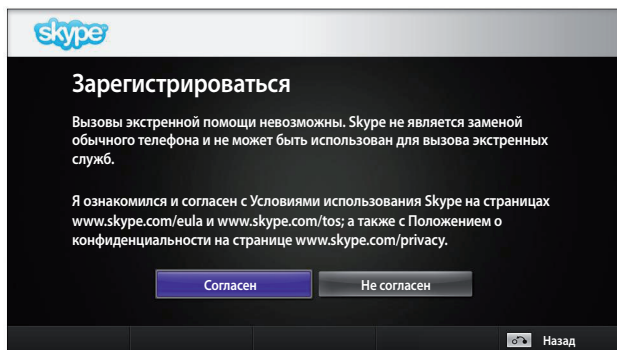 skype
Зарегистрироваться
Вызовы экстренной помощи невозможны. Skype не является заменой
обычного телефона и не может быть использован для вызова экстренных
служб.
Я ознакомился и согласен с Условиями использования Skype на страницах
www.skype.com/eula и www.skype.com/tos; а также с Положением о
конфиденциальности на странице www.skype.com/privacy.
Согласен
Не согласен
Назад